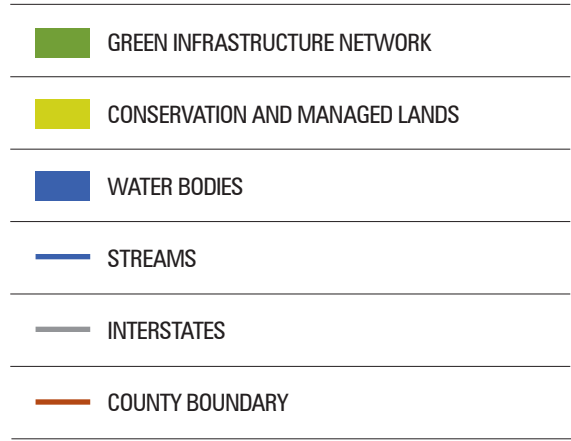 GREEN INFRASTRUCTURE NETWORK
CONSERVATION AND MANAGED LANDS
WATER BODIES
STREAMS
INTERSTATES
COUNTY BOUNDARY